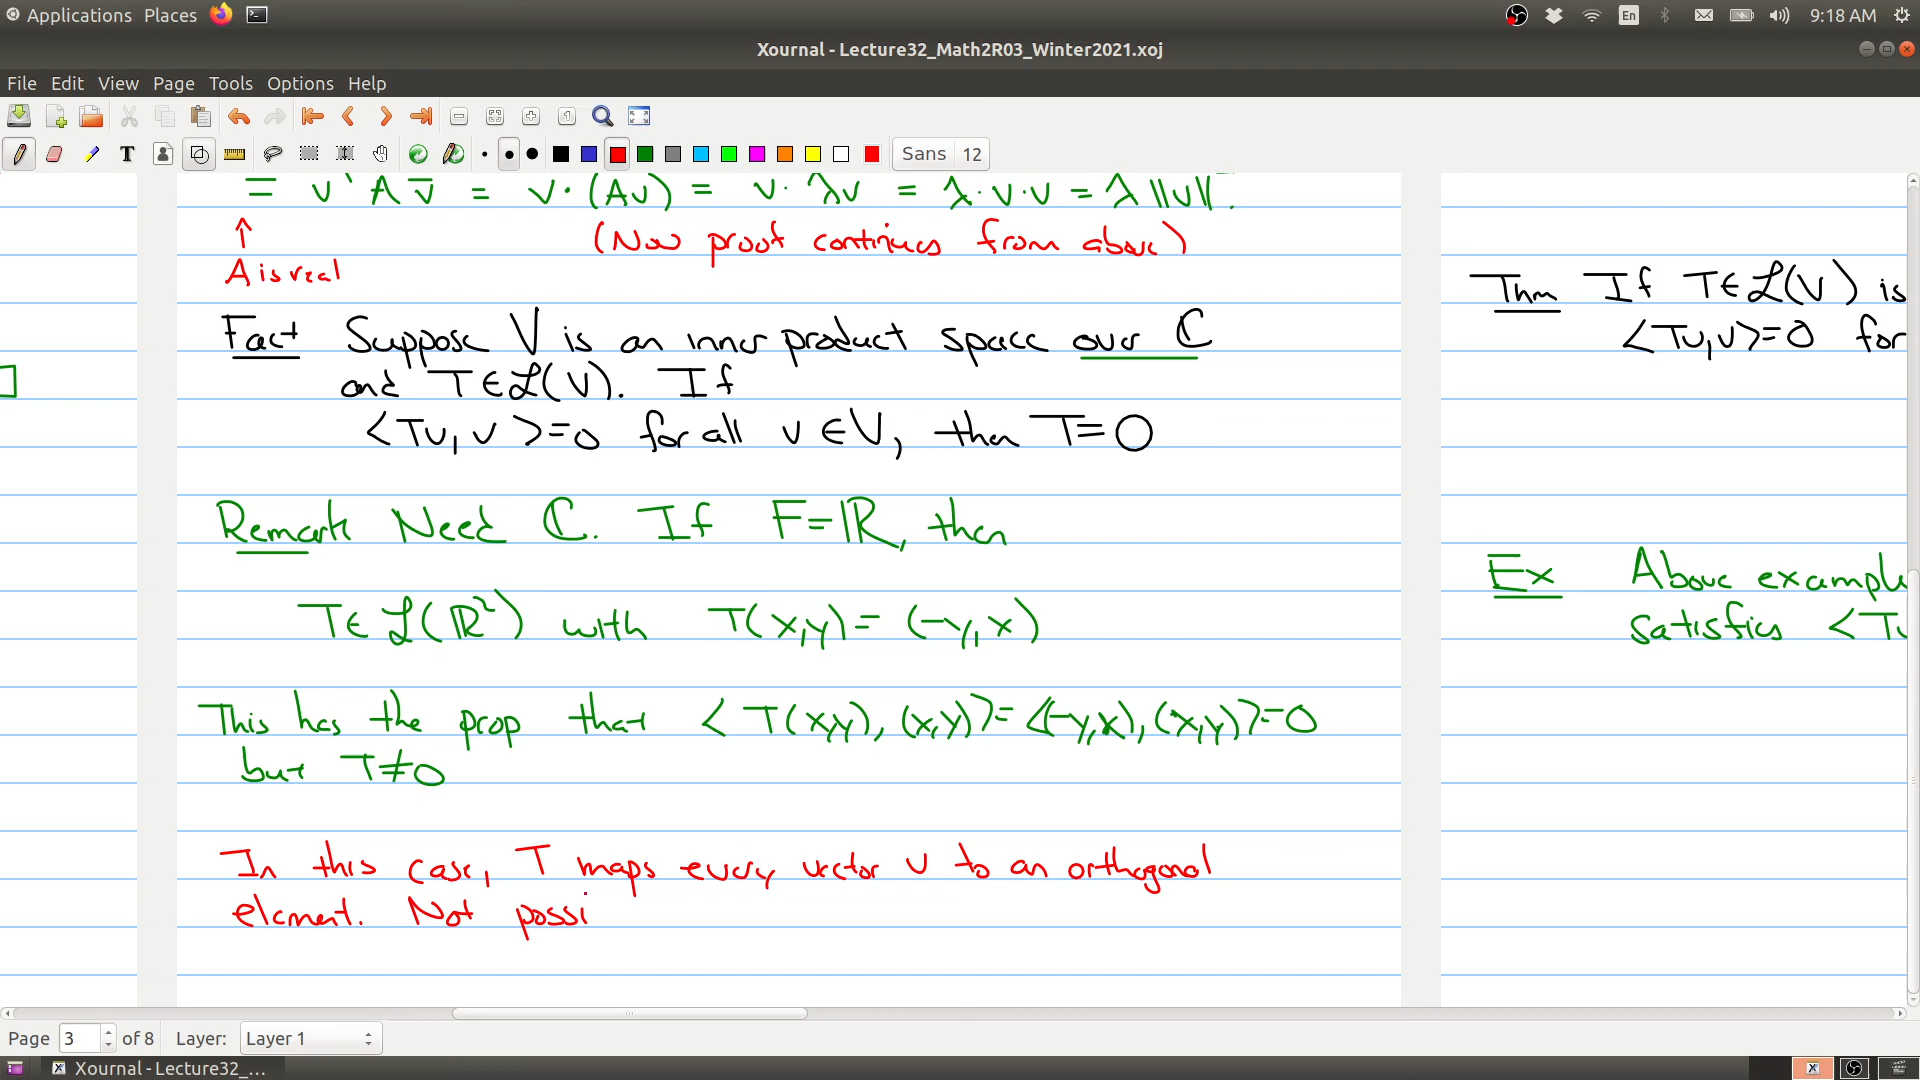 Applications Places En 9:18 AM
Xournal - Lecture32_Math2R03_Winter2021.xoj
File Edit View Page Tools Options Help
Sans 12
= v A v̄ = v · (Av) = v · λv = λ · v · v = λ ||v||².
↑ (Now proof continues from above)
A is real
Fact Suppose V is an inner product space over ℂ
and T ∈ ℒ(V). If
<Tv, v> = 0 for all v ∈ V, then T = 0
Remark Need ℂ. If F = ℝ, then
T ∈ ℒ(ℝ²) with T(x,y) = (-y, x)
This has the prop that <T(x,y), (x,y)> = <(-y,x), (x,y)> = 0
but T ≠ 0
In this case, T maps every vector v to an orthogonal
element. Not possi
Thm If T ∈ ℒ(V) is
<Tv,v> = 0 for
Ex Above example
satisfies <Tv
Page 3 of 8 Layer: Layer 1
Xournal - Lecture32_...